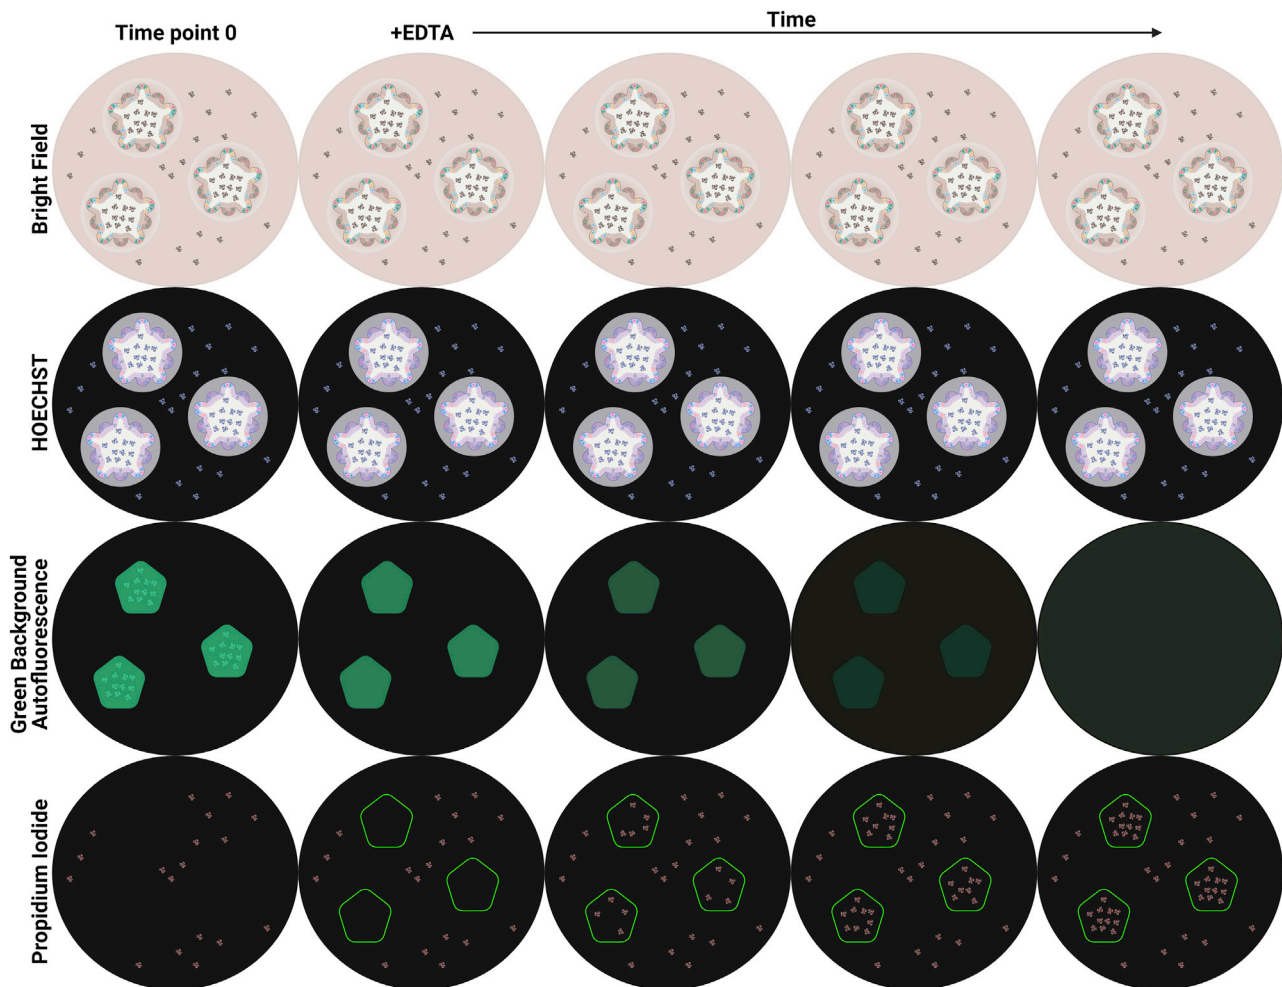 Time point 0
+EDTA
Time
Bright Field
HOECHST
Green Background
Autofluorescence
Propidium Iodide